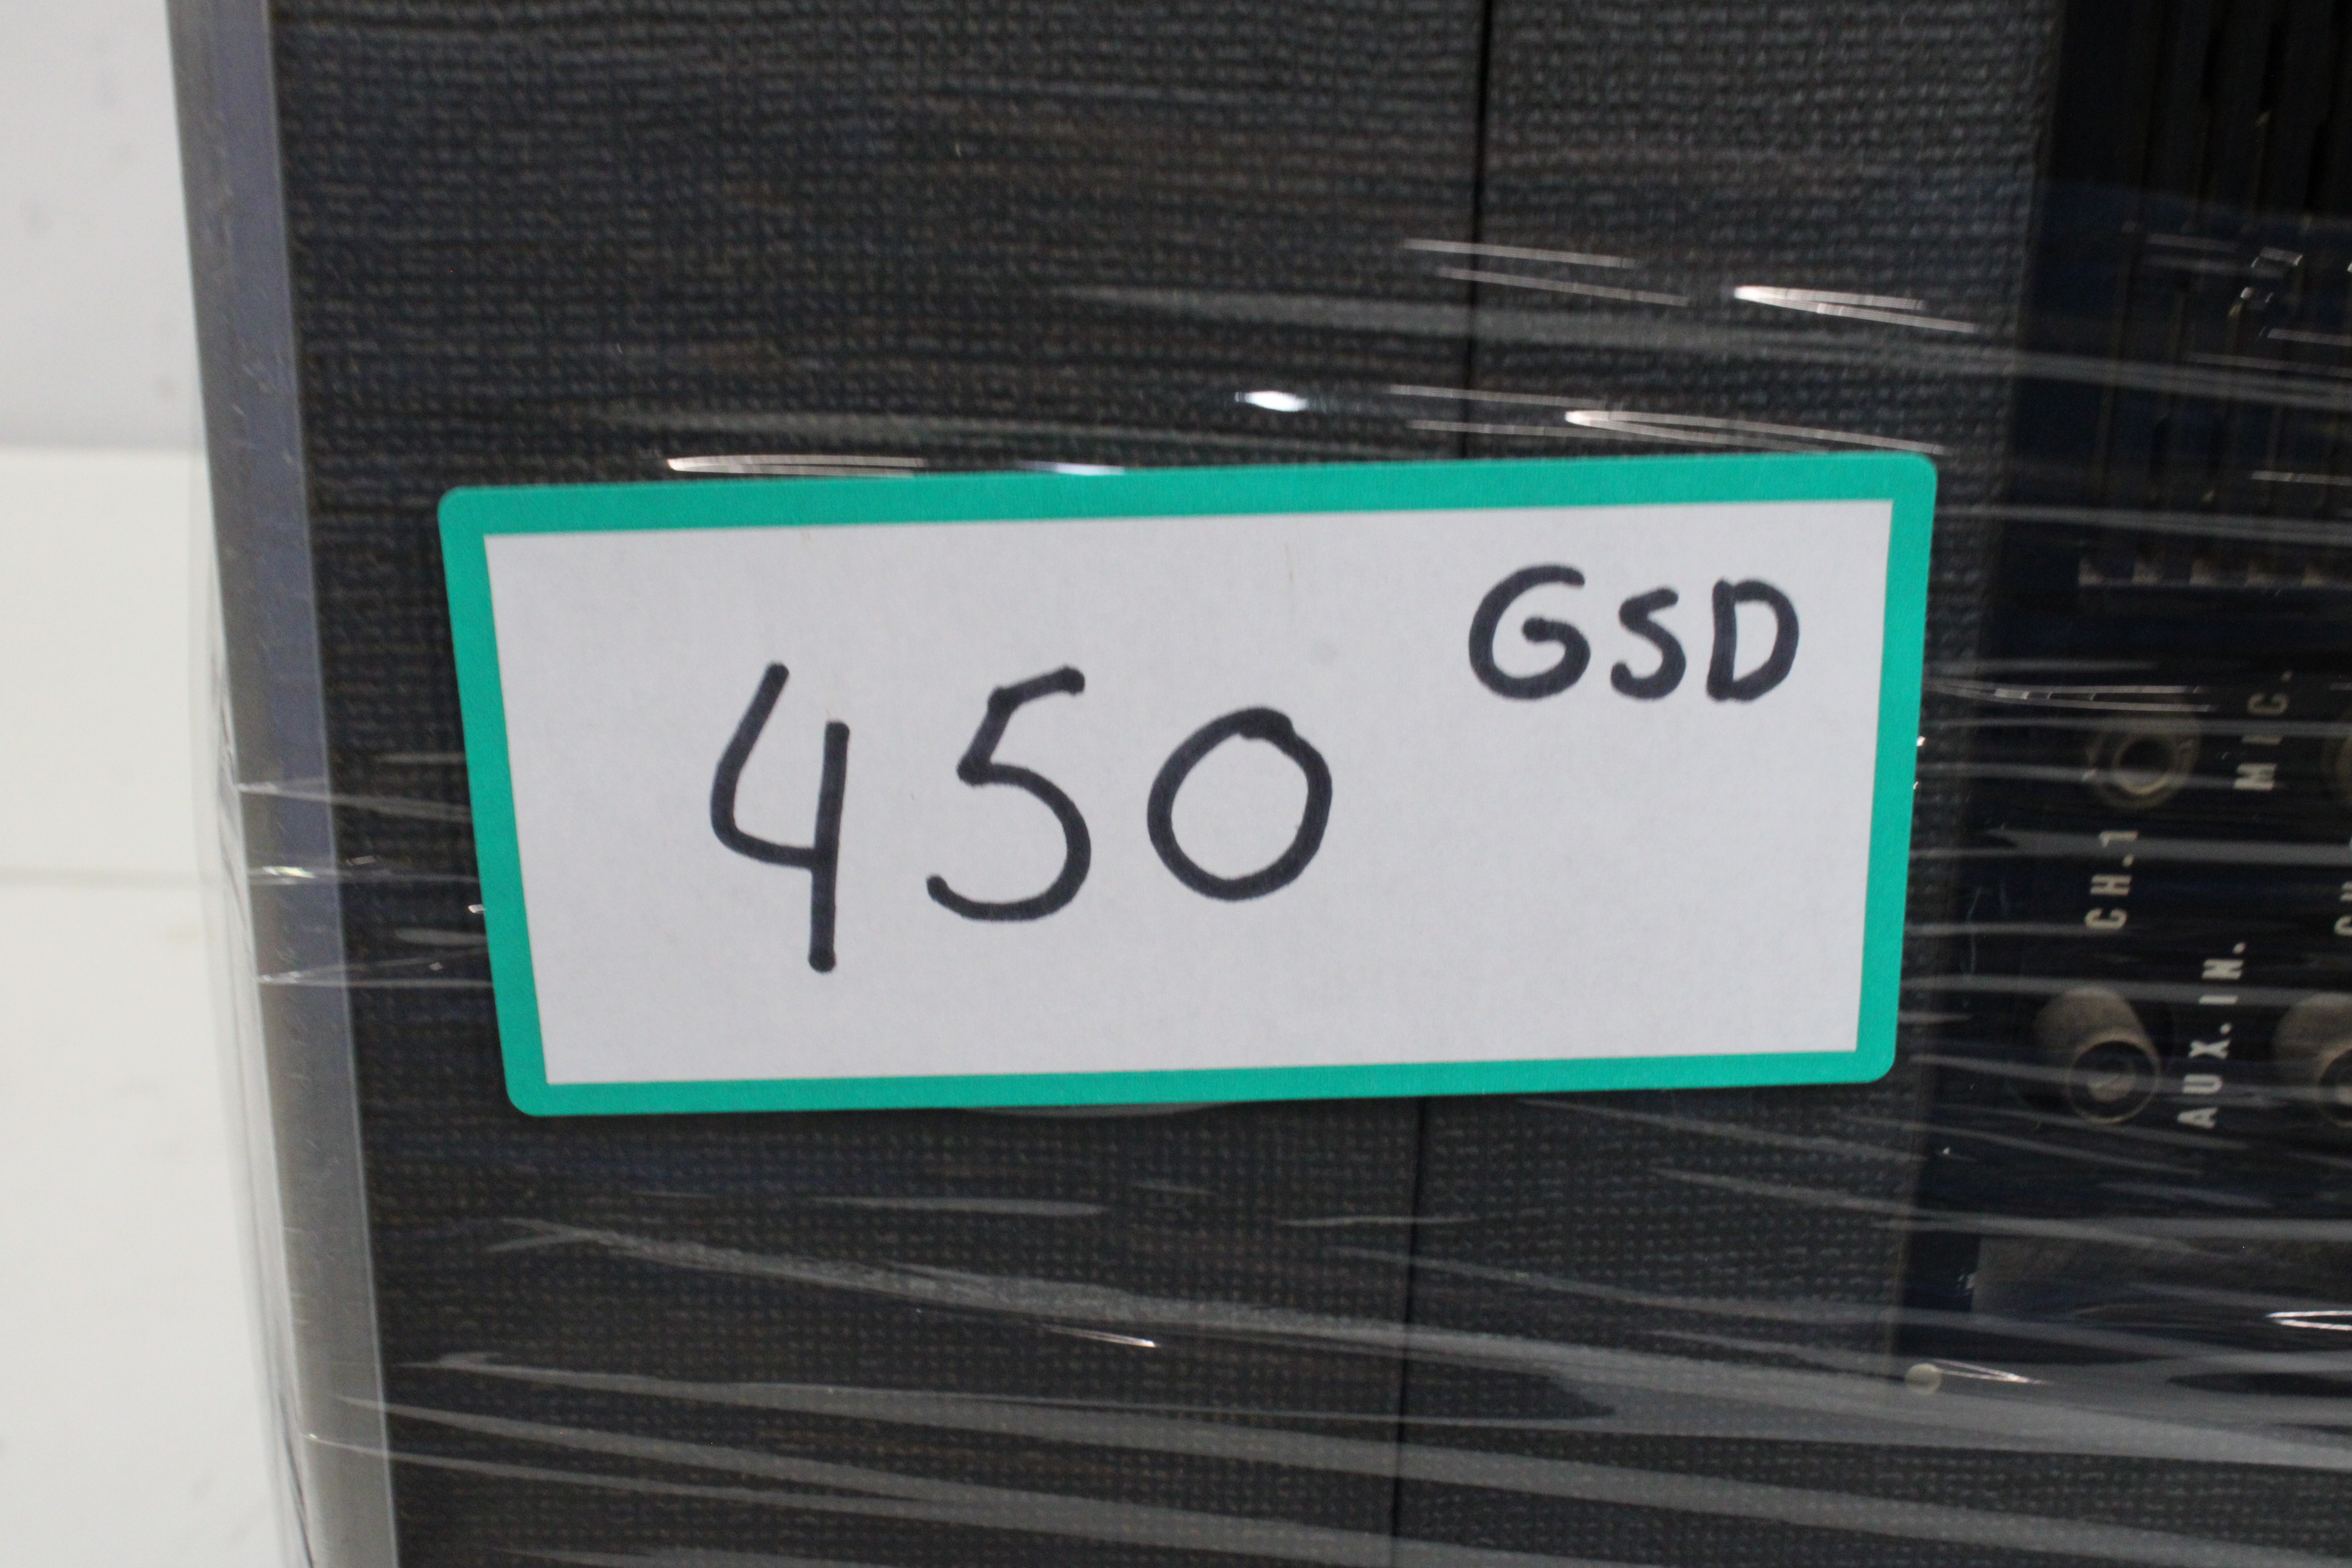 GSD
450
MIC.
CH.1
AUX.IN.